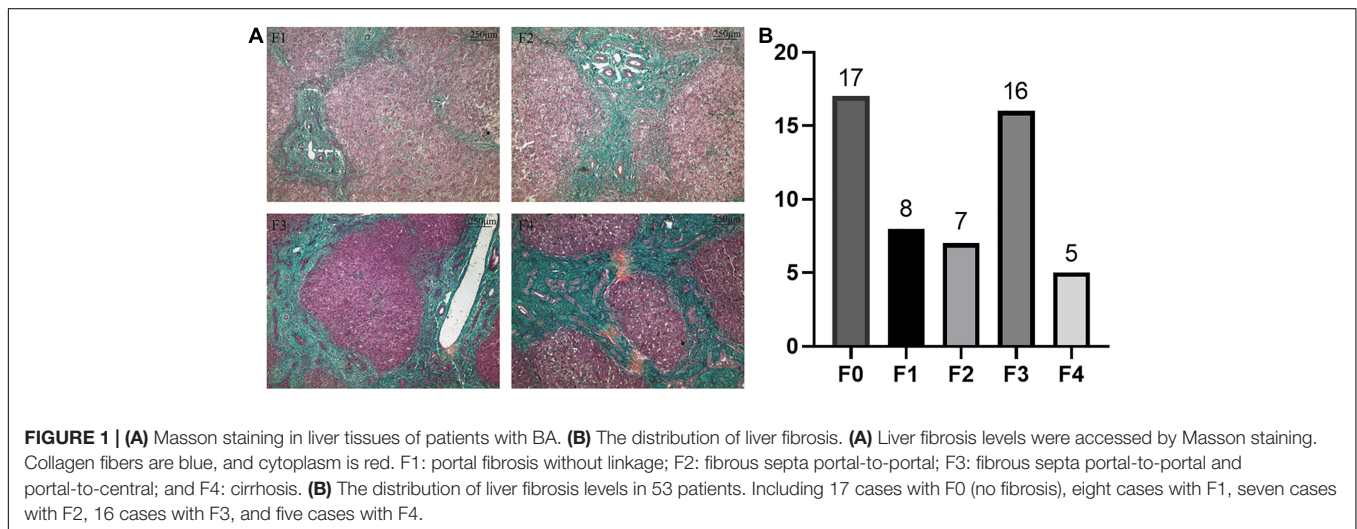 A
F1
250μm
F2
250μm
F3
250μm
F4
250μm
B
20
15
10
5
0
17
8
7
16
5
F0
F1
F2
F3
F4
FIGURE 1 | (A) Masson staining in liver tissues of patients with BA. (B) The distribution of liver fibrosis. (A) Liver fibrosis levels were accessed by Masson staining.
Collagen fibers are blue, and cytoplasm is red. F1: portal fibrosis without linkage; F2: fibrous septa portal-to-portal; F3: fibrous septa portal-to-portal and
portal-to-central; and F4: cirrhosis. (B) The distribution of liver fibrosis levels in 53 patients. Including 17 cases with F0 (no fibrosis), eight cases with F1, seven cases
with F2, 16 cases with F3, and five cases with F4.